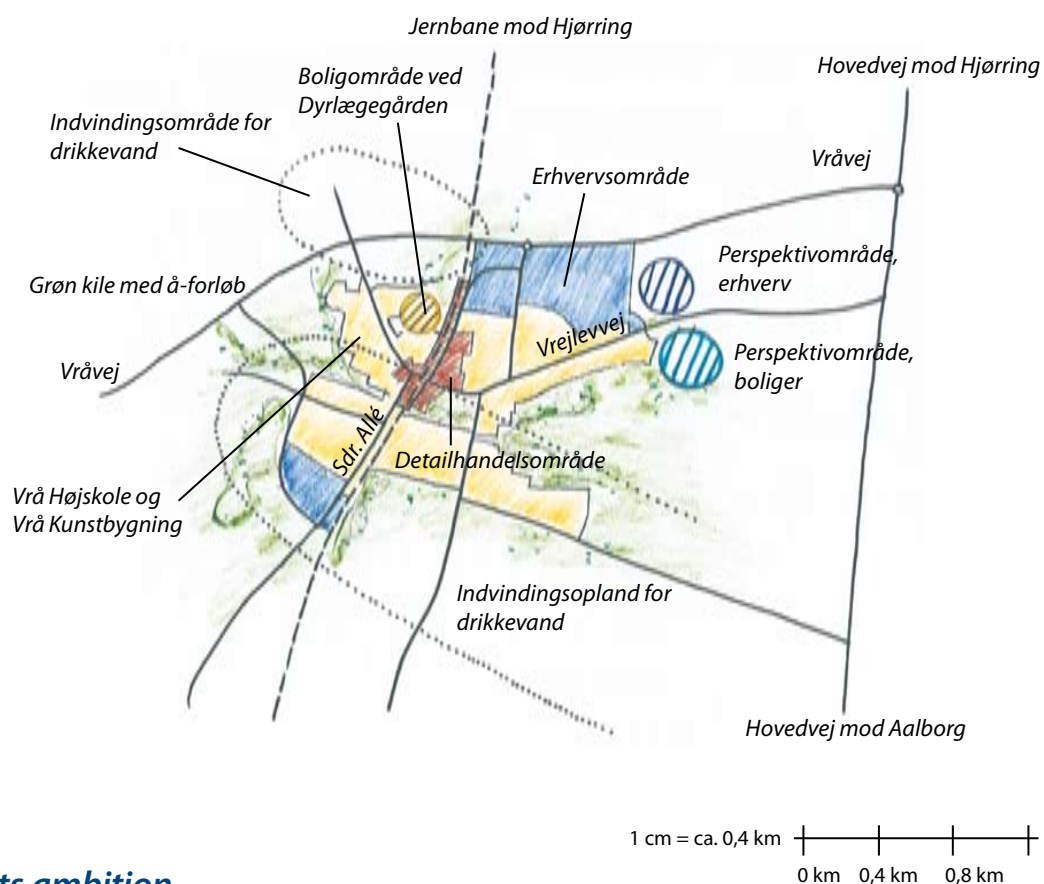 Jernbane mod Hjørring
Hovedvej mod Hjørring
Boligområde ved
Dyrlægegården
Indvindingsområde for
drikkevand
Vråvej
Erhvervsområde
Perspektivområde,
erhverv
Grøn kile med å-forløb
Vrejlevvej
Perspektivområde,
boliger
Vråvej
Sdr. Allé
Detailhandelsområde
Vrå Højskole og
Vrå Kunstbygning
Indvindingsopland for
drikkevand
Hovedvej mod Aalborg
1 cm = ca. 0,4 km
0 km 0,4 km 0,8 km
ambition